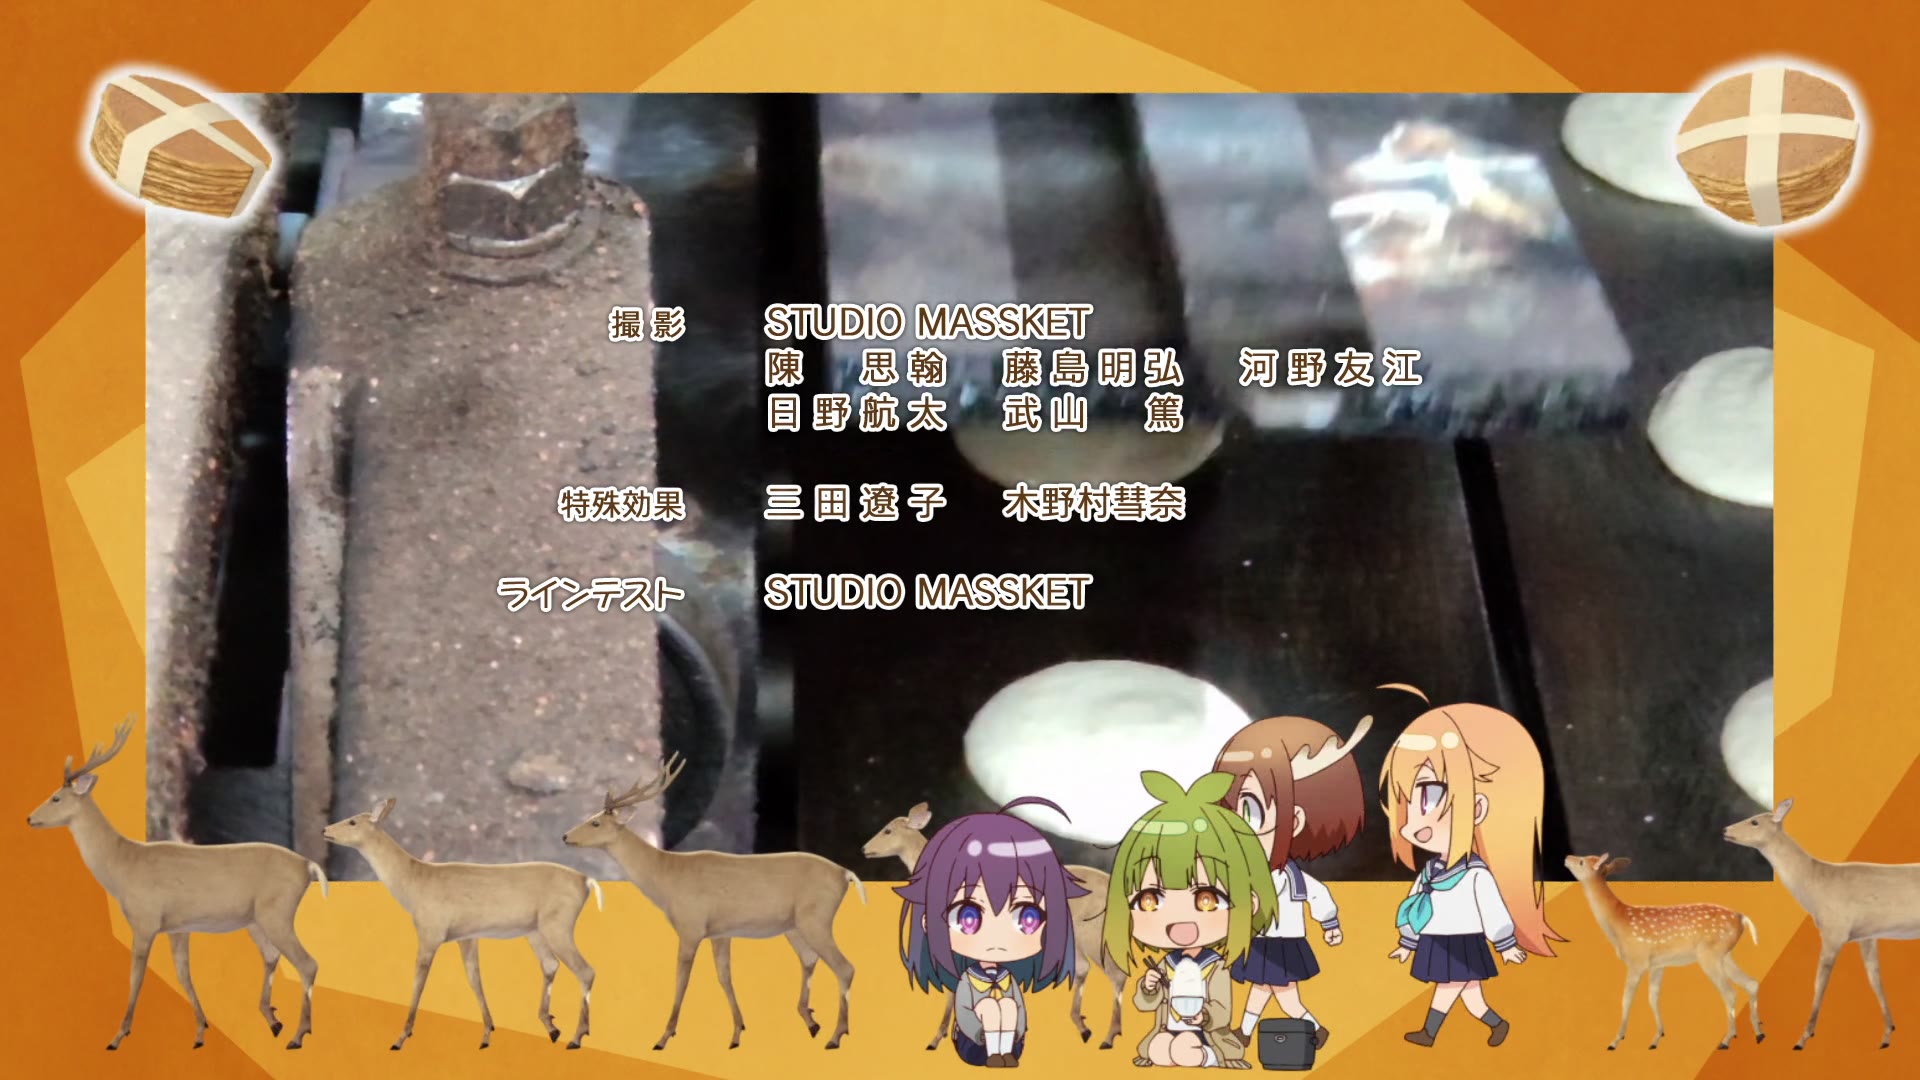 撮影 STUDIO MASSKET
陳 思翰 藤島明弘 河野友江
日野航太 武山 篤
特殊効果 三田遼子 木野村彗奈
ラインテスト STUDIO MASSKET